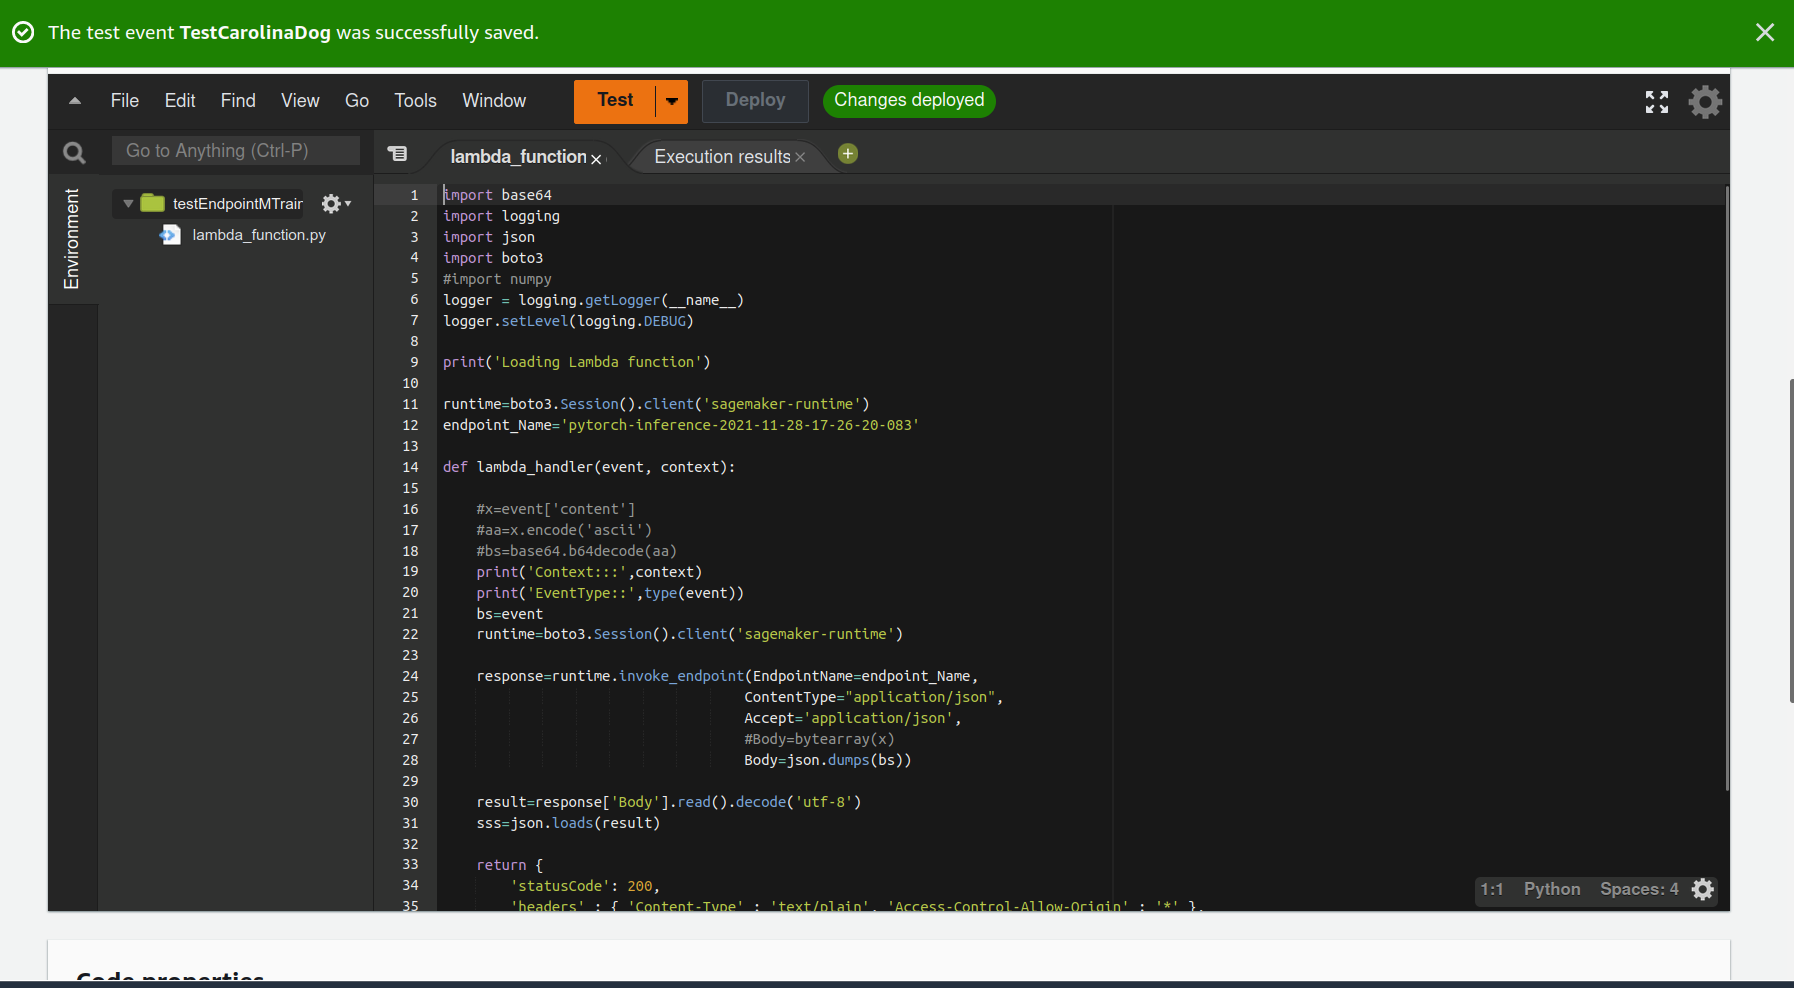 The test event TestCarolinaDog was successfully saved.
File Edit Find View Go Tools Window Test Deploy Changes deployed
Go to Anything (Ctrl-P)
lambda_function Execution results
Environment
testEndpointMTrair
lambda_function.py
1 import base64
2 import logging
3 import json
4 import boto3
5 #import numpy
6 logger = logging.getLogger(__name__)
7 logger.setLevel(logging.DEBUG)
8
9 print('Loading Lambda function')
10
11 runtime=boto3.Session().client('sagemaker-runtime')
12 endpoint_Name='pytorch-inference-2021-11-28-17-26-20-083'
13
14 def lambda_handler(event, context):
15
16     #x=event['content']
17     #aa=x.encode('ascii')
18     #bs=base64.b64decode(aa)
19     print('Context:::',context)
20     print('EventType::',type(event))
21     bs=event
22     runtime=boto3.Session().client('sagemaker-runtime')
23
24     response=runtime.invoke_endpoint(EndpointName=endpoint_Name,
25                                     ContentType="application/json",
26                                     Accept='application/json',
27                                     #Body=bytearray(x)
28                                     Body=json.dumps(bs))
29
30     result=response['Body'].read().decode('utf-8')
31     sss=json.loads(result)
32
33     return {
34         'statusCode': 200,
35         'headers' : { 'Content-Type' : 'text/plain', 'Access-Control-Allow-Origin' : '*' },
1:1 Python Spaces: 4
Code properties